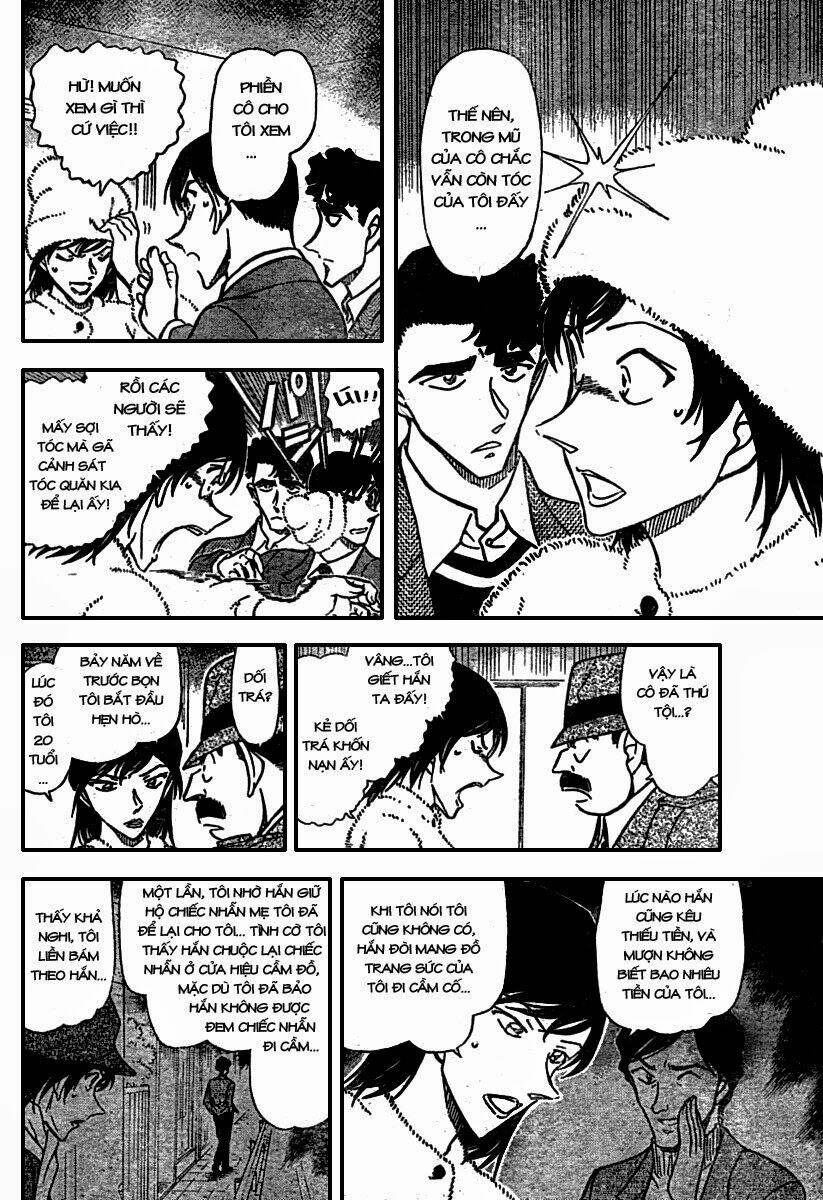 THẾ NÊN,
TRONG MŨ
CỦA CÔ CHẮC
VẪN CÒN TÓC
CỦA TÔI ĐẤY
...
PHIỀN
CÔ CHO
TÔI XEM
...
HỪ! MUỐN
XEM GÌ THÌ
CỨ VIỆC!!
ÚI!!
RỒI CÁC
NGƯỜI SẼ
THẤY!
MẤY SỢI
TÓC MÀ GÃ
CẢNH SÁT
TÓC QUĂN KIA
ĐỂ LẠI ẤY!
VẬY LÀ
CÔ ĐÃ THÚ
TỘI...?
VÂNG...TÔI
GIẾT HẮN
TA ĐẤY!
KẺ DỐI
TRÁ KHỐN
NẠN ẤY!
DỐI
TRÁ?
BẢY NĂM VỀ
TRƯỚC BỌN
TÔI BẮT ĐẦU
HẸN HÒ...
LÚC
ĐÓ
TÔI
20
TUỔI
...
LÚC NÀO HẮN
CŨNG KÊU
THIẾU TIỀN, VÀ
MƯỢN KHÔNG
BIẾT BAO NHIÊU
TIỀN CỦA TÔI...
KHI TÔI NÓI TÔI
CŨNG KHÔNG CÓ,
HẮN ĐÒI MANG ĐỒ
TRANG SỨC CỦA
TÔI ĐI CẦM CỐ...
MỘT LẦN, TÔI NHỜ HẮN GIỮ
HỘ CHIẾC NHẪN MẸ TÔI ĐÃ
ĐỂ LẠI CHO TÔI... TÌNH CỜ TÔI
THẤY HẮN CHUỘC LẠI CHIẾC
NHẪN Ở CỬA HIỆU CẦM ĐỒ,
MẶC DÙ TÔI ĐÃ BẢO
HẮN KHÔNG ĐƯỢC
ĐEM CHIẾC NHẪN
ĐI CẦM...
THẤY KHẢ
NGHI, TÔI
LIỀN BÁM
THEO HẮN...